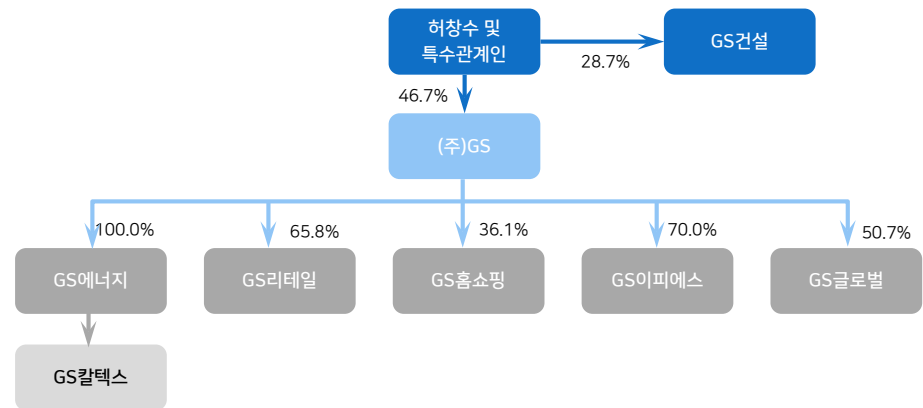 허창수 및
특수관계인
GS건설
28.7%
46.7%
(주)GS
100.0%
65.8%
36.1%
70.0%
50.7%
GS에너지
GS리테일
GS홈쇼핑
GS이피에스
GS글로벌
GS칼텍스